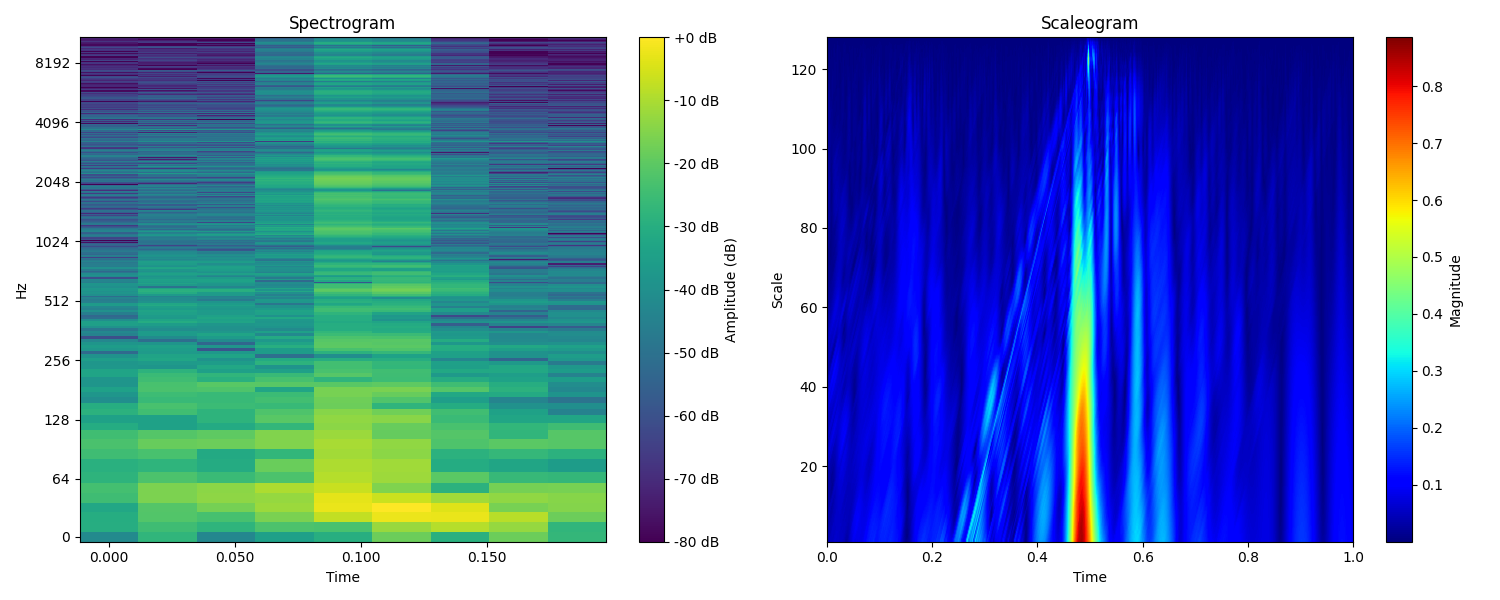 Spectrogram
Hz
8192
4096
2048
1024
512
256
128
64
0
0.000 0.050 0.100 0.150
Time
+0 dB
-10 dB
-20 dB
-30 dB
-40 dB
-50 dB
-60 dB
-70 dB
-80 dB
Amplitude (dB)
Scaleogram
Scale
120
100
80
60
40
20
0.0 0.2 0.4 0.6 0.8 1.0
Time
0.8
0.7
0.6
0.5
0.4
0.3
0.2
0.1
Magnitude